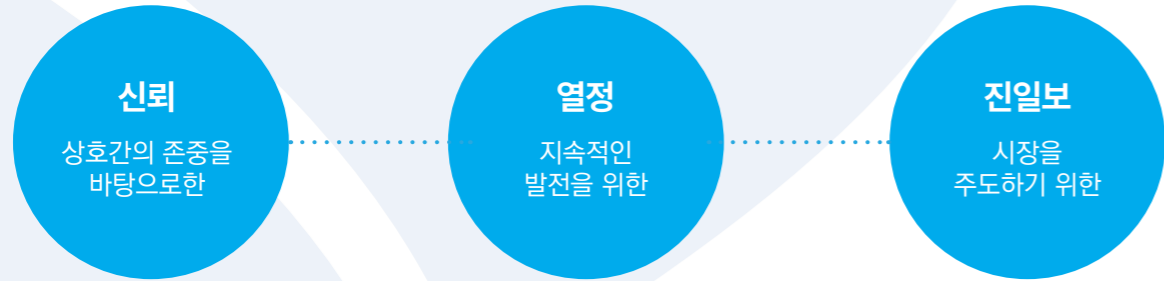 신뢰
상호간의 존중을
바탕으로한
열정
지속적인
발전을 위한
진일보
시장을
주도하기 위한